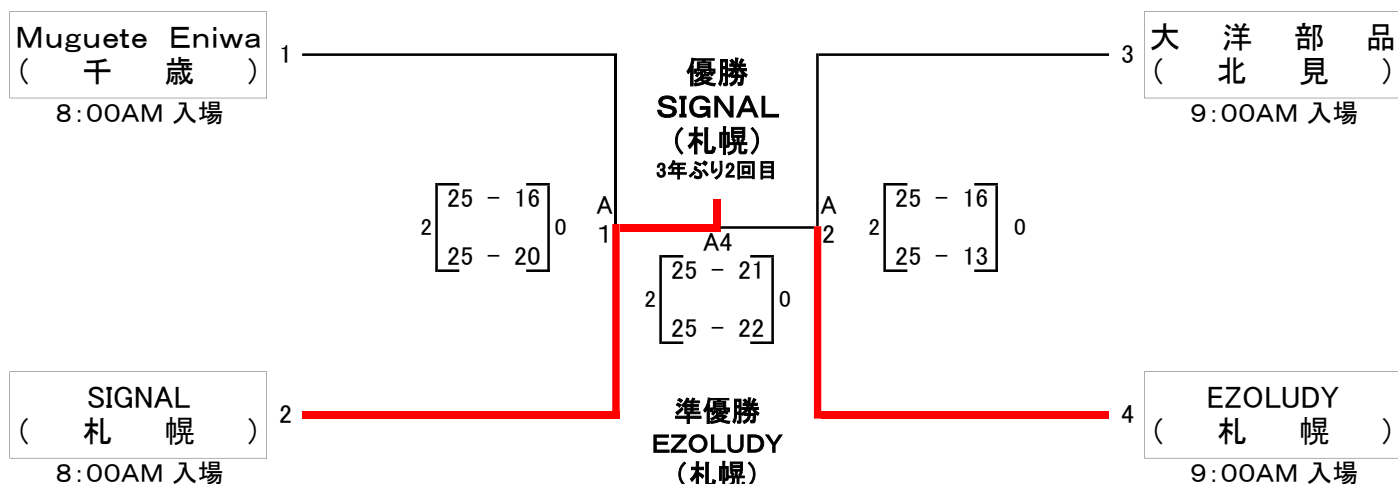 Muguete Eniwa
( 千 歳 )
8:00AM 入場
1
優勝
SIGNAL
(札幌)
3年ぶり2回目
3
大 洋 部 品
( 北 見 )
9:00AM 入場
2
25 - 16
25 - 20
0
A
1
A4
2
25 - 21
25 - 22
0
A
2
2
25 - 16
25 - 13
0
SIGNAL
( 札 幌 )
8:00AM 入場
2
準優勝
EZOLUDY
(札幌)
4
EZOLUDY
( 札 幌 )
9:00AM 入場